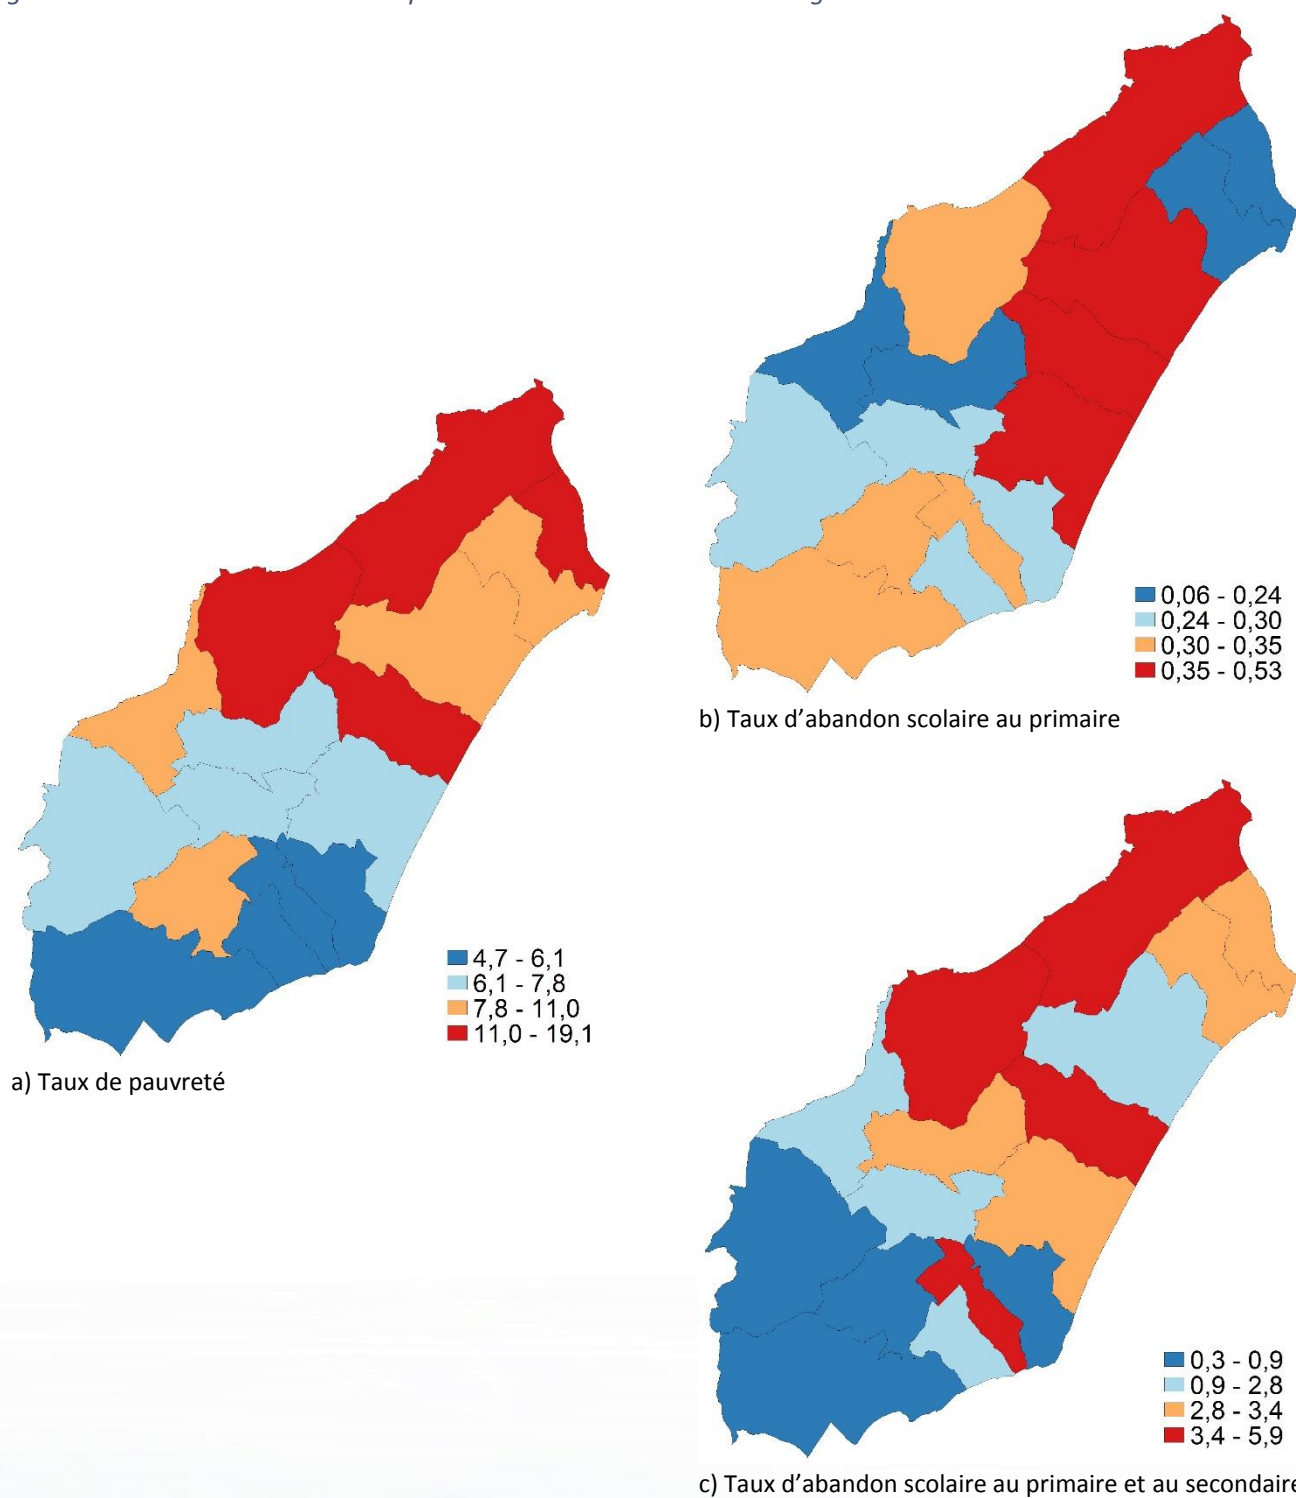 0,06 - 0,24
0,24 - 0,30
0,30 - 0,35
0,35 - 0,53
b) Taux d’abandon scolaire au primaire
4,7 - 6,1
6,1 - 7,8
7,8 - 11,0
11,0 - 19,1
a) Taux de pauvreté
0,3 - 0,9
0,9 - 2,8
2,8 - 3,4
3,4 - 5,9
c) Taux d’abandon scolaire au primaire et au secondaire